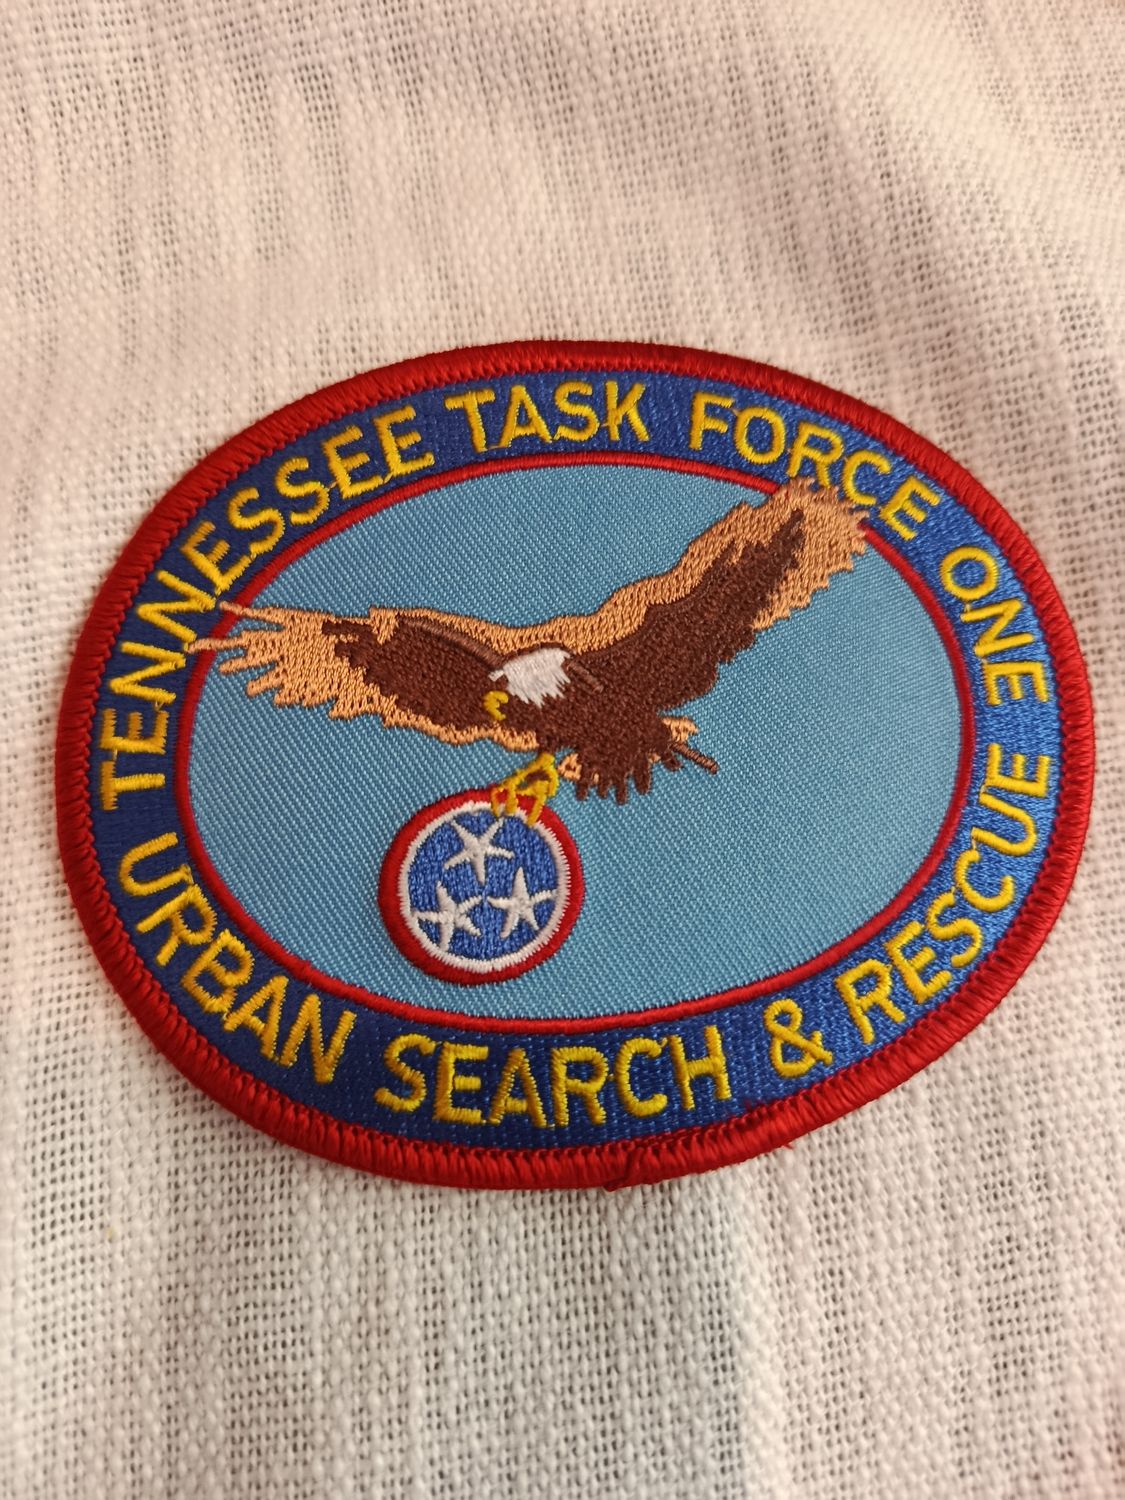 TENNESSEE TASK FORCE ONE
URBAN SEARCH & RESCUE